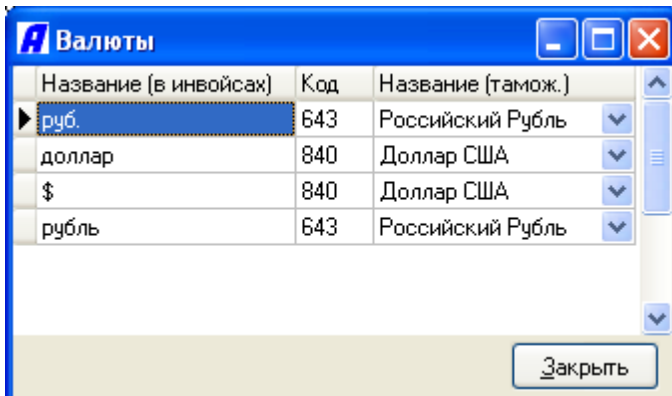 Валюты
Название (в инвойсах) Код Название (тамож.)
руб. 643 Российский Рубль
доллар 840 Доллар США
$ 840 Доллар США
рубль 643 Российский Рубль
Закрыть